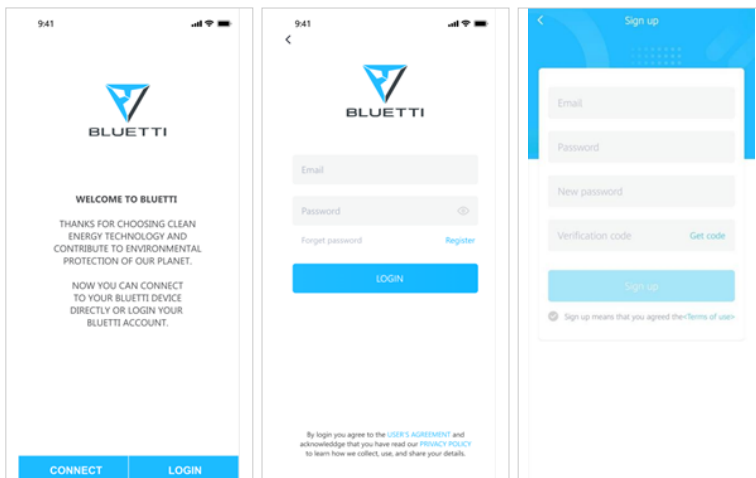 9:41
BLUETTI
WELCOME TO BLUETTI
THANKS FOR CHOOSING CLEAN
ENERGY TECHNOLOGY AND
CONTRIBUTE TO ENVIRONMENTAL
PROTECTION OF OUR PLANET.
NOW YOU CAN CONNECT
TO YOUR BLUETTI DEVICE
DIRECTLY OR LOGIN YOUR
BLUETTI ACCOUNT.
CONNECT LOGIN
9:41
BLUETTI
Email
Password
Forget password Register
LOGIN
By login you agree to the USER'S AGREEMENT and
acknowleddge that you have read our PRIVACY POLICY
to learn how we collect, use, and share your details.
Sign up
Email
Password
New password
Verification code Get code
Sign up
Sign up means that you agreed the<Terms of use>